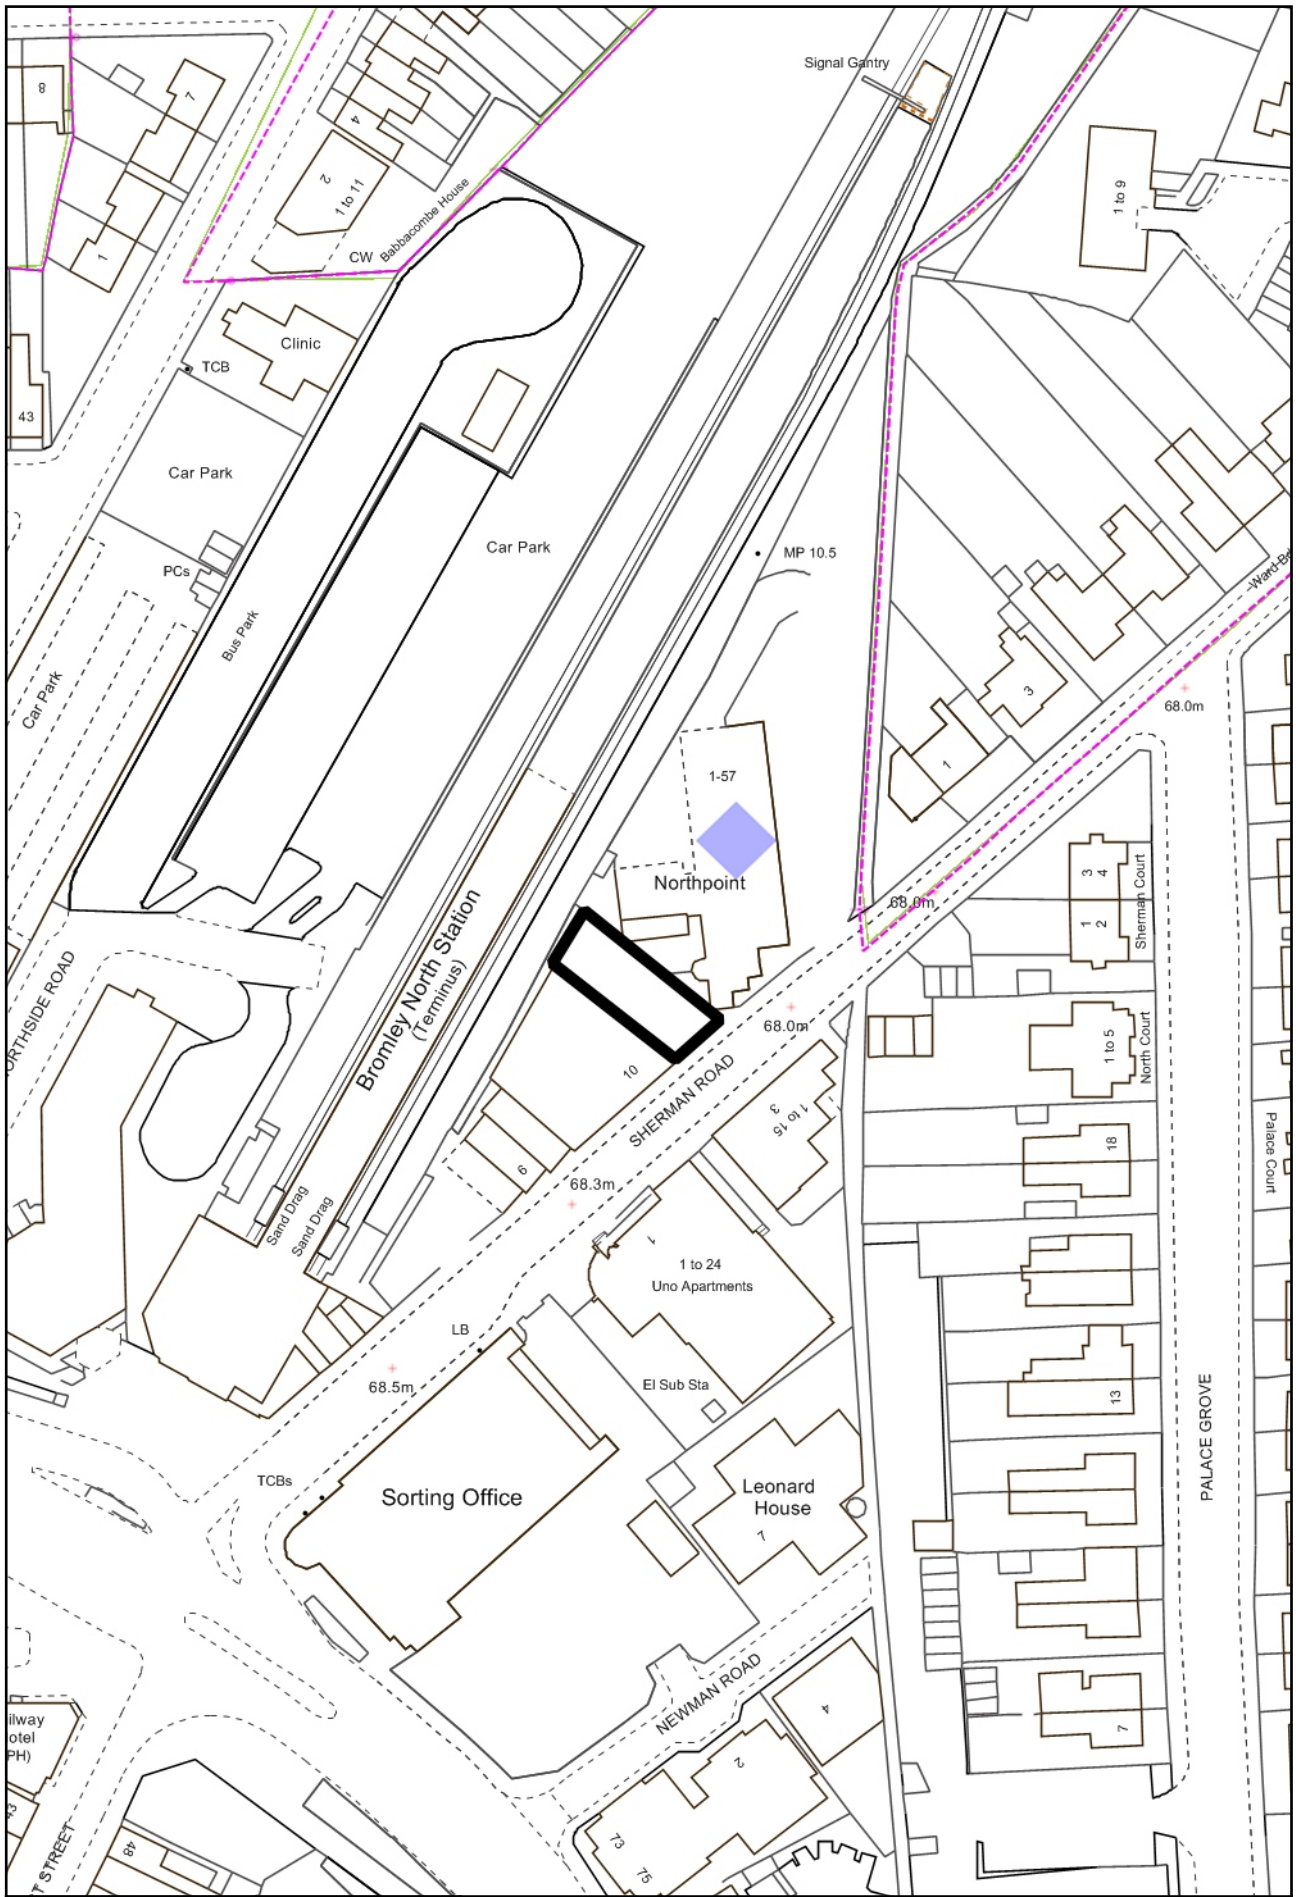 Signal Gantry
8
7
4
2
1 to 11
1 to 9
Babbacombe House
CW
1
Clinic
TCB
43
Car Park
Car Park
MP 10.5
PCs
Bus Park
Ward Bdy
Car Park
3
68.0m
1-57
1
Northpoint
68.0m
3
4
1
2
Sherman Court
Bromley North Station
(Terminus)
68.0m
ORTHSIDE ROAD
10
SHERMAN ROAD
1 to 15
3
1 to 5
North Court
Palace Court
18
9
68.3m
Sand Drag
Sand Drag
1
1 to 24
Uno Apartments
LB
68.5m
El Sub Sta
13
PALACE GROVE
TCBs
Sorting Office
Leonard
House
7
NEWMAN ROAD
4
2
7
ilway
otel
PH)
43
T STREET
48
73
75